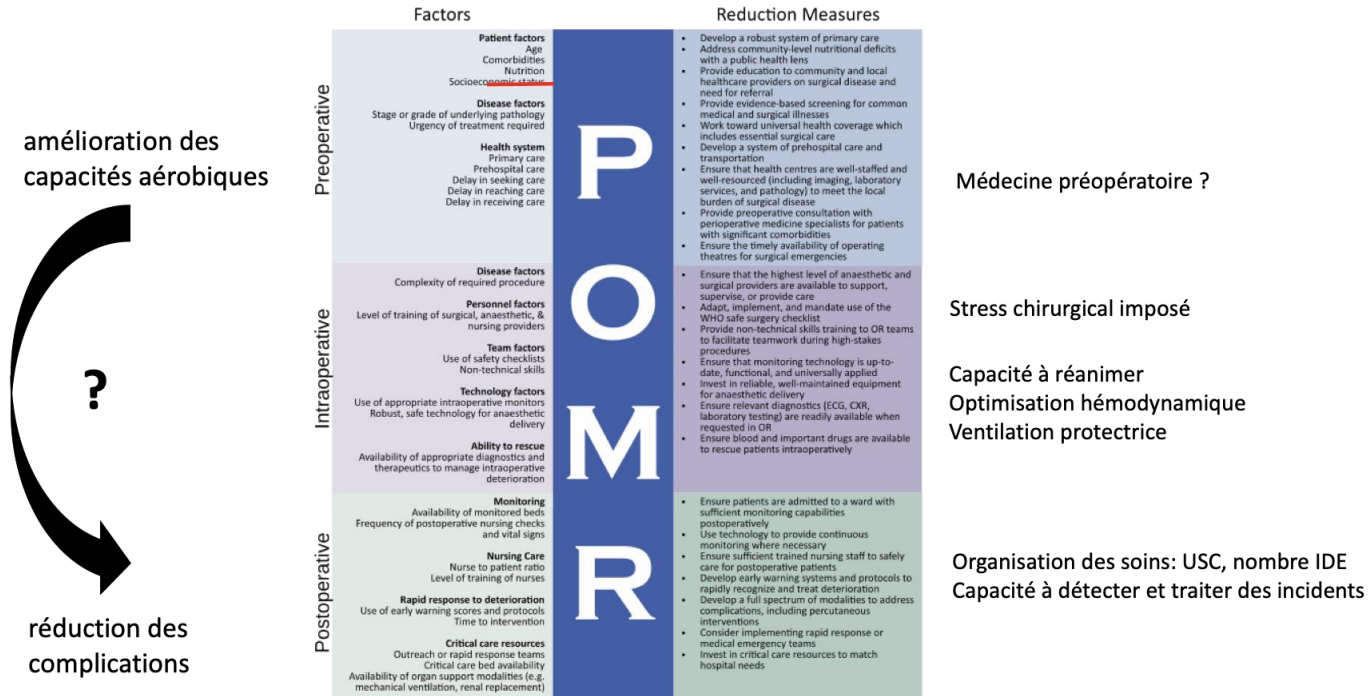 Factors
Reduction Measures
amélioration des
capacités aérobiques
?
réduction des
complications
Preoperative
Patient factors
Age
Comorbidities
Nutrition
Socioeconomic status
Disease factors
Stage or grade of underlying pathology
Urgency of treatment required
Health system
Primary care
Prehospital care
Delay in seeking care
Delay in reaching care
Delay in receiving care
Intraoperative
Disease factors
Complexity of required procedure
Personnel factors
Level of training of surgical, anaesthetic, &
nursing providers
Team factors
Use of safety checklists
Non-technical skills
Technology factors
Use of appropriate intraoperative monitors
Robust, safe technology for anaesthetic
delivery
Ability to rescue
Availability of appropriate diagnostics and
therapeutics to manage intraoperative
deterioration
Postoperative
Monitoring
Availability of monitored beds
Frequency of postoperative nursing checks
and vital signs
Nursing Care
Nurse to patient ratio
Level of training of nurses
Rapid response to deterioration
Use of early warning scores and protocols
Time to intervention
Critical care resources
Outreach or rapid response teams
Critical care bed availability
Availability of organ support modalities (e.g.
mechanical ventilation, renal replacement)
P
O
M
R
• Develop a robust system of primary care
• Address community-level nutritional deficits
with a public health lens
• Provide education to community and local
healthcare providers on surgical disease and
need for referral
• Provide evidence-based screening for common
medical and surgical illnesses
• Work toward universal health coverage which
includes essential surgical care
• Develop a system of prehospital care and
transportation
• Ensure that health centres are well-staffed and
well-resourced (including imaging, laboratory
services, and pathology) to meet the local
burden of surgical disease
• Provide preoperative consultation with
perioperative medicine specialists for patients
with significant comorbidities
• Ensure the timely availability of operating
theatres for surgical emergencies
• Ensure that the highest level of anaesthetic and
surgical providers are available to support,
supervise, or provide care
• Adapt, implement, and mandate use of the
WHO safe surgery checklist
• Provide non-technical skills training to OR teams
to facilitate teamwork during high-stakes
procedures
• Ensure that monitoring technology is up-to-
date, functional, and universally applied
• Invest in reliable, well-maintained equipment
for anaesthetic delivery
• Ensure relevant diagnostics (ECG, CXR,
laboratory testing) are readily available when
requested in OR
• Ensure blood and important drugs are available
to rescue patients intraoperatively
• Ensure patients are admitted to a ward with
sufficient monitoring capabilities
postoperatively
• Use technology to provide continuous
monitoring where necessary
• Ensure sufficient trained nursing staff to safely
care for postoperative patients
• Develop early warning systems and protocols to
rapidly recognize and treat deterioration
• Develop a full spectrum of modalities to address
complications, including percutaneous
interventions
• Consider implementing rapid response or
medical emergency teams
• Invest in critical care resources to match
hospital needs
Médecine préopératoire ?
Stress chirurgical imposé
Capacité à réanimer
Optimisation hémodynamique
Ventilation protectrice
Organisation des soins: USC, nombre IDE
Capacité à détecter et traiter des incidents